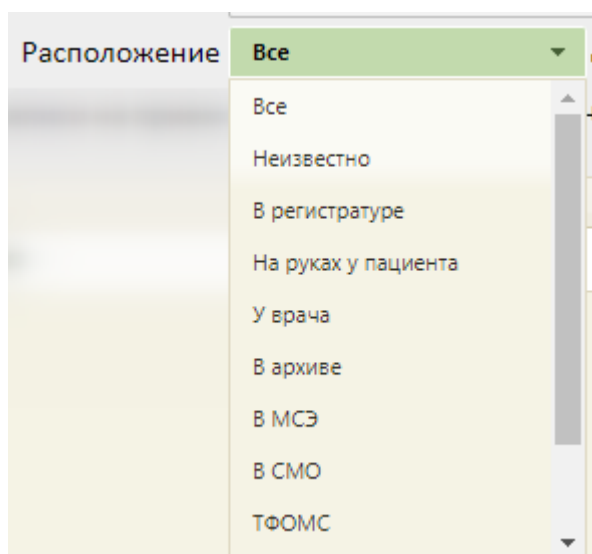 Расположение Все
Все
Неизвестно
В регистратуре
На руках у пациента
У врача
В архиве
В МСЭ
В СМО
ТФОМС